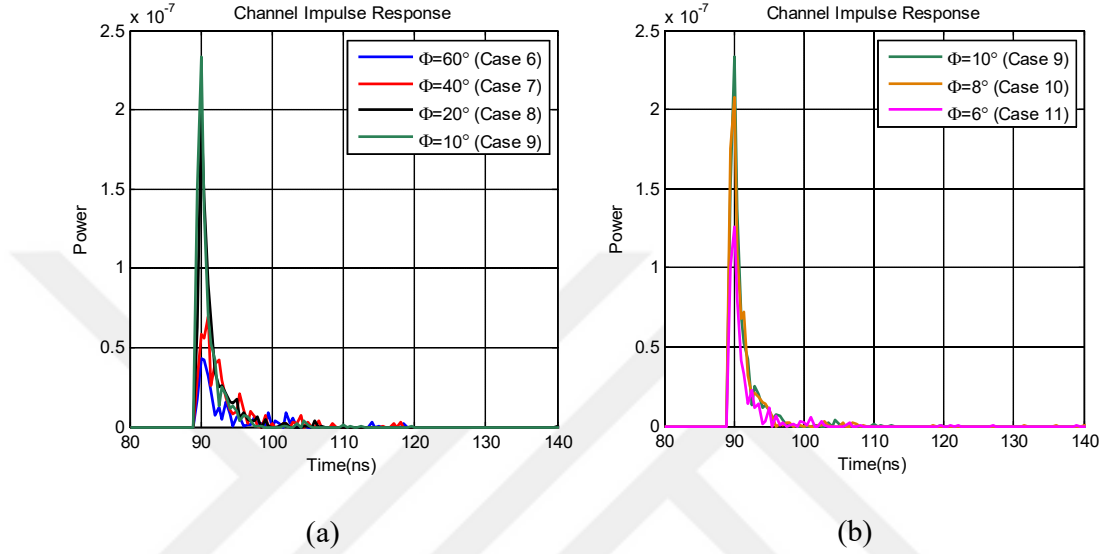 Channel Impulse Response
x 10⁻⁷
2.5
2
1.5
1
0.5
0
Power
Φ=60° (Case 6)
Φ=40° (Case 7)
Φ=20° (Case 8)
Φ=10° (Case 9)
80 90 100 110 120 130 140
Time(ns)
(a)
Channel Impulse Response
x 10⁻⁷
2.5
2
1.5
1
0.5
0
Power
Φ=10° (Case 9)
Φ=8° (Case 10)
Φ=6° (Case 11)
80 90 100 110 120 130 140
Time(ns)
(b)